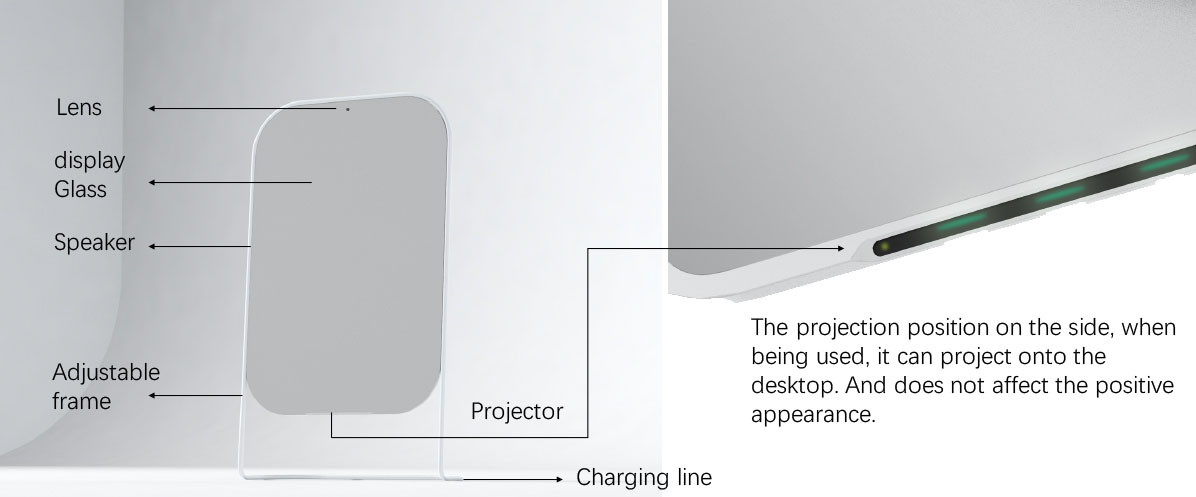 Lens
display
Glass
Speaker
Adjustable
frame
Projector
Charging line
The projection position on the side, when
being used, it can project onto the
desktop. And does not affect the positive
appearance.